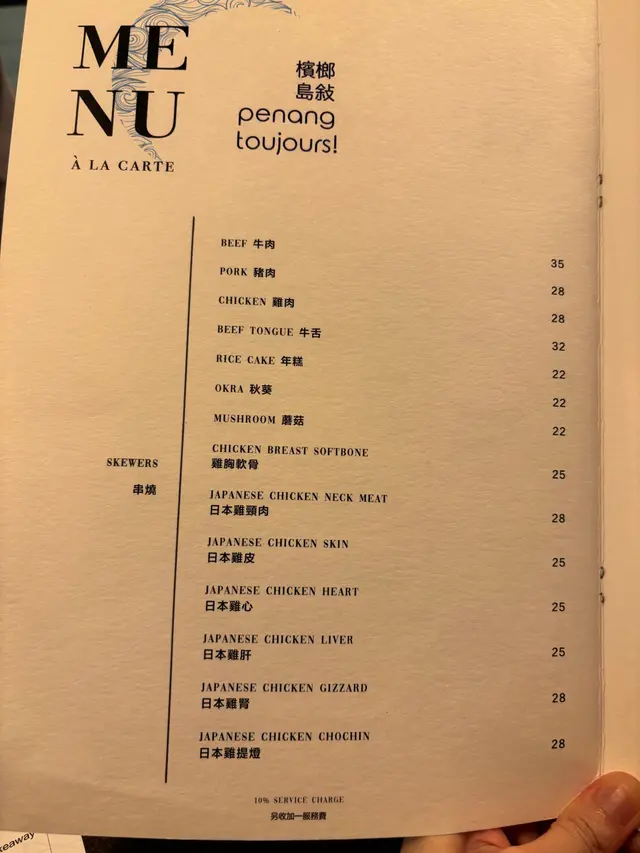 ME
NU
À LA CARTE
檳榔
島敍
penang
toujours!
SKEWERS
串燒
BEEF 牛肉 35
PORK 豬肉 28
CHICKEN 雞肉 28
BEEF TONGUE 牛舌 32
RICE CAKE 年糕 22
OKRA 秋葵 22
MUSHROOM 蘑菇 22
CHICKEN BREAST SOFTBONE
雞胸軟骨 25
JAPANESE CHICKEN NECK MEAT
日本雞頸肉 28
JAPANESE CHICKEN SKIN
日本雞皮 25
JAPANESE CHICKEN HEART
日本雞心 25
JAPANESE CHICKEN LIVER
日本雞肝 25
JAPANESE CHICKEN GIZZARD
日本雞腎 28
JAPANESE CHICKEN CHOCHIN
日本雞提燈 28
10% SERVICE CHARGE
另收加一服務費